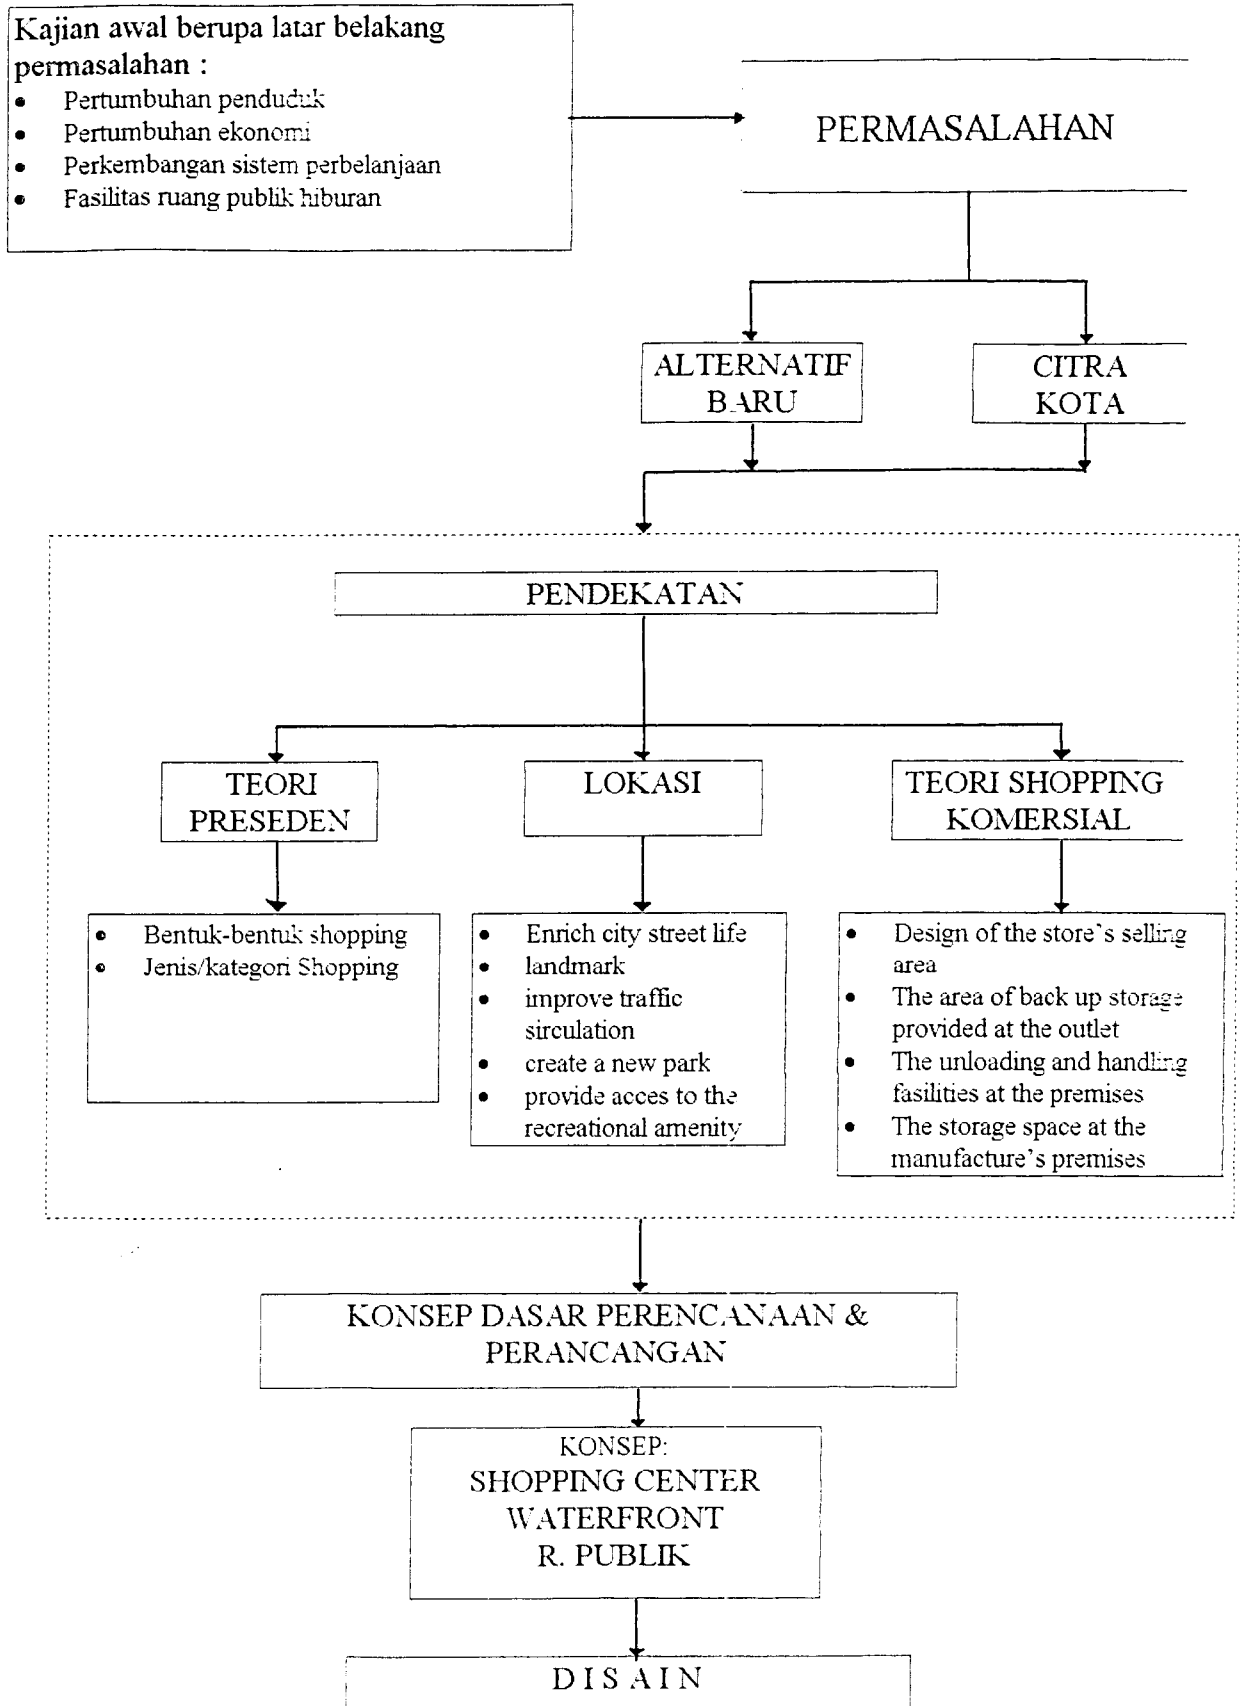 Kajian awal berupa latar belakang
permasalahan :
• Pertumbuhan penduduk
• Pertumbuhan ekonomi
• Perkembangan sistem perbelanjaan
• Fasilitas ruang publik hiburan
PERMASALAHAN
ALTERNATIF
BARU
CITRA
KOTA
PENDEKATAN
TEORI
PRESEDEN
LOKASI
TEORI SHOPPING
KOMERSIAL
• Bentuk-bentuk shopping
• Jenis/kategori Shopping
• Enrich city street life
• landmark
• improve traffic
sirculation
• create a new park
• provide acces to the
recreational amenity
• Design of the store's selling
area
• The area of back up storage
provided at the outlet
• The unloading and handling
fasilities at the premises
• The storage space at the
manufacture's premises
KONSEP DASAR PERENCANAAN &
PERANCANGAN
KONSEP:
SHOPPING CENTER
WATERFRONT
R. PUBLIK
D I S A I N